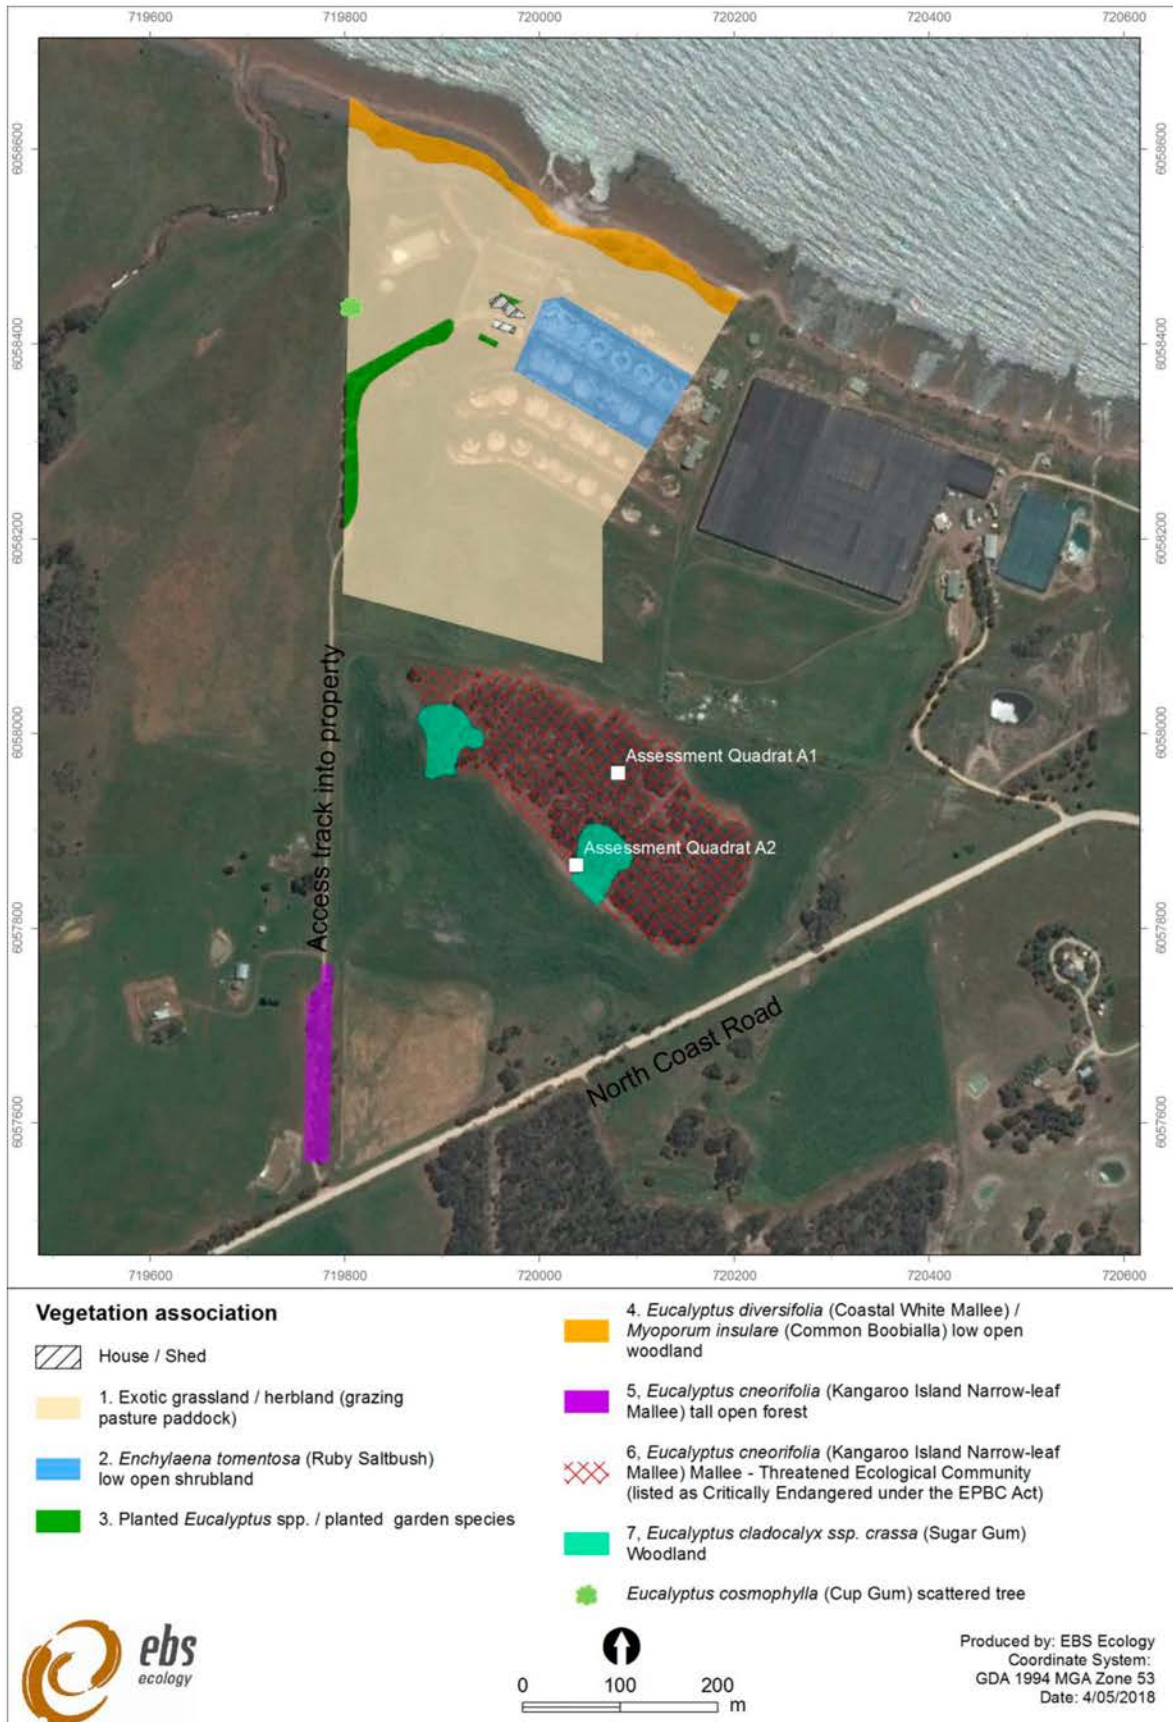 719600 719800 720000 720200 720400 720600
6058600 6058600
6058400 6058400
6058200 6058200
6058000 6058000
6057800 6057800
6057600 6057600
Access track into property
Assessment Quadrat A1
Assessment Quadrat A2
North Coast Road
719600 719800 720000 720200 720400 720600
Vegetation association
House / Shed
1. Exotic grassland / herbland (grazing
pasture paddock)
2. Enchylaena tomentosa (Ruby Saltbush)
low open shrubland
3. Planted Eucalyptus spp. / planted garden species
4. Eucalyptus diversifolia (Coastal White Mallee) /
Myoporum insulare (Common Boobialla) low open
woodland
5, Eucalyptus cneorifolia (Kangaroo Island Narrow-leaf
Mallee) tall open forest
6, Eucalyptus cneorifolia (Kangaroo Island Narrow-leaf
Mallee) Mallee - Threatened Ecological Community
(listed as Critically Endangered under the EPBC Act)
7, Eucalyptus cladocalyx ssp. crassa (Sugar Gum)
Woodland
Eucalyptus cosmophylla (Cup Gum) scattered tree
ebs
ecology
0 100 200
m
Produced by: EBS Ecology
Coordinate System:
GDA 1994 MGA Zone 53
Date: 4/05/2018